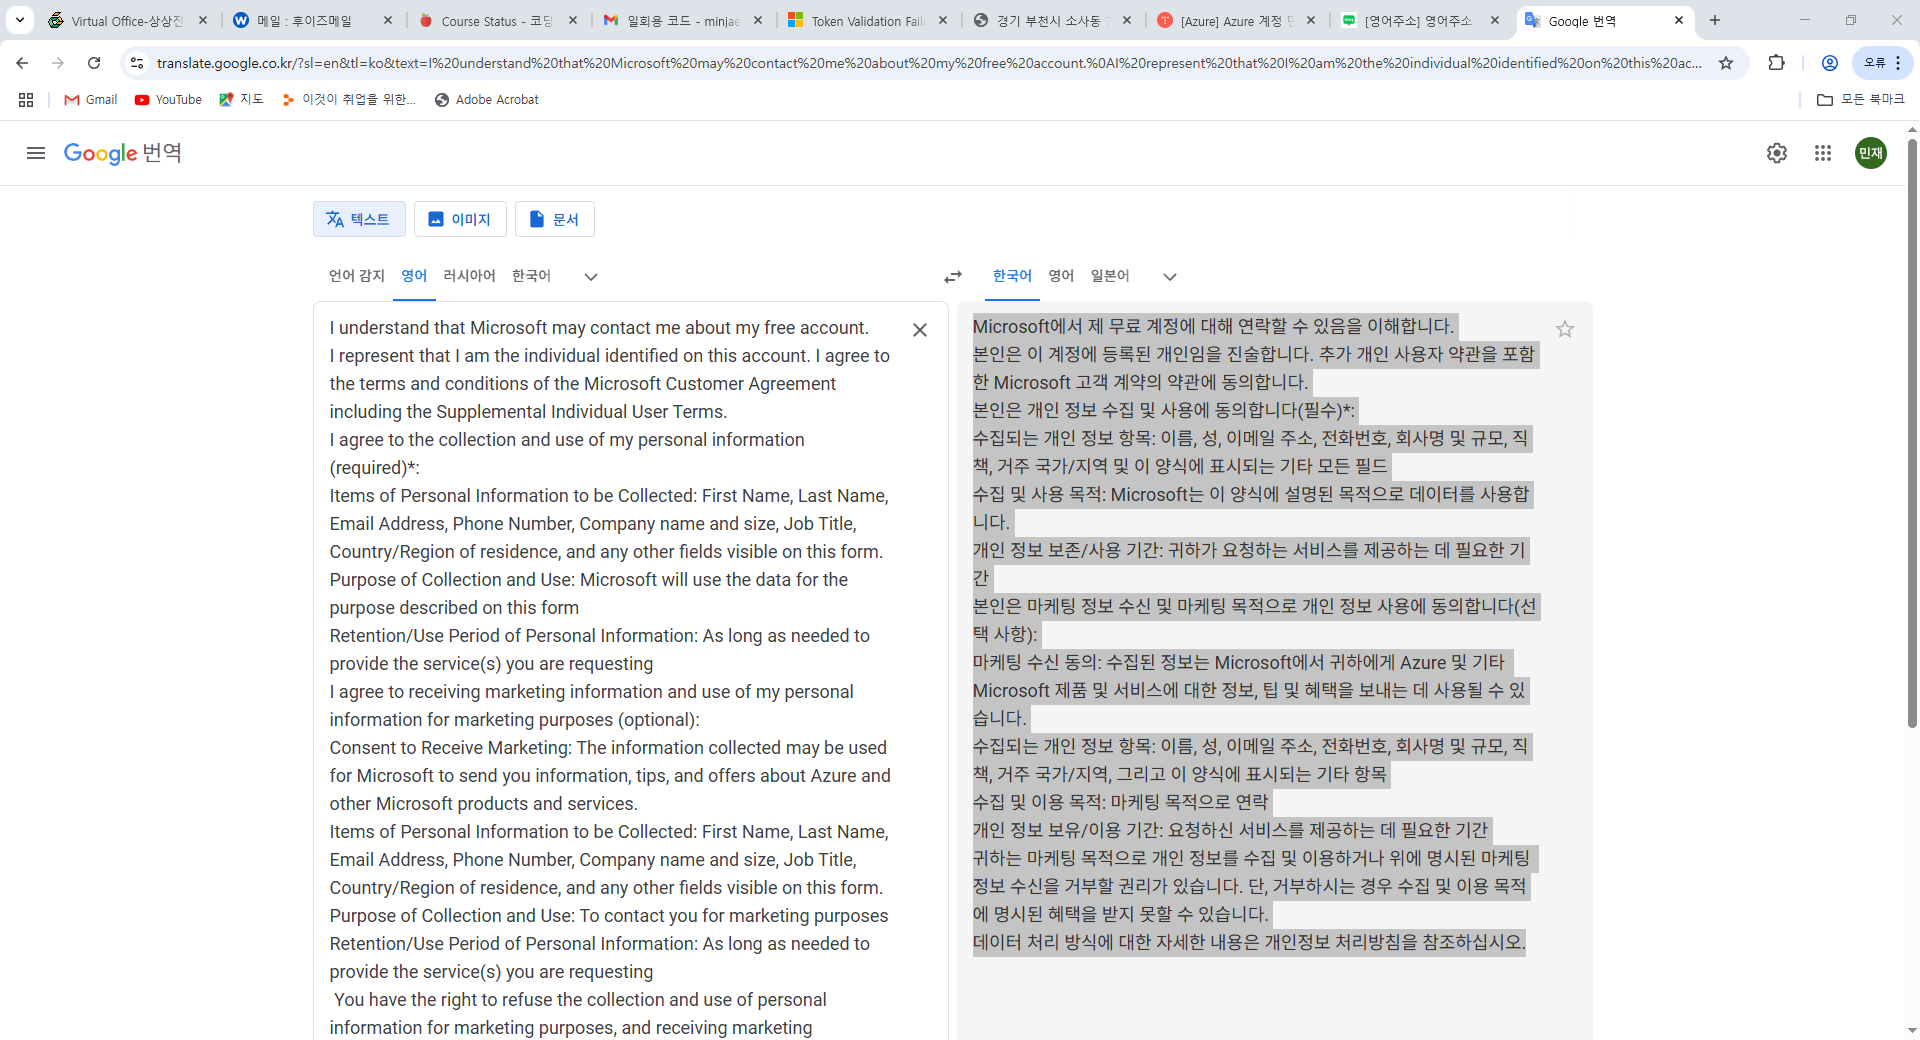 Virtual Office-상상진
메일 : 후이즈메일
Course Status - 코딩
일회용 코드 - minjae
Token Validation Faile
경기 부천시 소사동
[Azure] Azure 계정 만
[영어주소] 영어주소
Google 번역
translate.google.co.kr/?sl=en&tl=ko&text=I%20understand%20that%20Microsoft%20may%20contact%20me%20about%20my%20free%20account.%0AI%20represent%20that%20I%20am%20the%20individual%20identified%20on%20this%20ac...
오류
Gmail
YouTube
지도
이것이 취업을 위한...
Adobe Acrobat
모든 북마크
Google 번역
민재
텍스트
이미지
문서
언어 감지
영어
러시아어
한국어
한국어
영어
일본어
I understand that Microsoft may contact me about my free account.
I represent that I am the individual identified on this account. I agree to
the terms and conditions of the Microsoft Customer Agreement
including the Supplemental Individual User Terms.
I agree to the collection and use of my personal information
(required)*:
Items of Personal Information to be Collected: First Name, Last Name,
Email Address, Phone Number, Company name and size, Job Title,
Country/Region of residence, and any other fields visible on this form.
Purpose of Collection and Use: Microsoft will use the data for the
purpose described on this form
Retention/Use Period of Personal Information: As long as needed to
provide the service(s) you are requesting
I agree to receiving marketing information and use of my personal
information for marketing purposes (optional):
Consent to Receive Marketing: The information collected may be used
for Microsoft to send you information, tips, and offers about Azure and
other Microsoft products and services.
Items of Personal Information to be Collected: First Name, Last Name,
Email Address, Phone Number, Company name and size, Job Title,
Country/Region of residence, and any other fields visible on this form.
Purpose of Collection and Use: To contact you for marketing purposes
Retention/Use Period of Personal Information: As long as needed to
provide the service(s) you are requesting
You have the right to refuse the collection and use of personal
information for marketing purposes, and receiving marketing
Microsoft에서 제 무료 계정에 대해 연락할 수 있음을 이해합니다.
본인은 이 계정에 등록된 개인임을 진술합니다. 추가 개인 사용자 약관을 포함
한 Microsoft 고객 계약의 약관에 동의합니다.
본인은 개인 정보 수집 및 사용에 동의합니다(필수)*:
수집되는 개인 정보 항목: 이름, 성, 이메일 주소, 전화번호, 회사명 및 규모, 직
책, 거주 국가/지역 및 이 양식에 표시되는 기타 모든 필드
수집 및 사용 목적: Microsoft는 이 양식에 설명된 목적으로 데이터를 사용합
니다.
개인 정보 보존/사용 기간: 귀하가 요청하는 서비스를 제공하는 데 필요한 기
간
본인은 마케팅 정보 수신 및 마케팅 목적으로 개인 정보 사용에 동의합니다(선
택 사항):
마케팅 수신 동의: 수집된 정보는 Microsoft에서 귀하에게 Azure 및 기타
Microsoft 제품 및 서비스에 대한 정보, 팁 및 혜택을 보내는 데 사용될 수 있
습니다.
수집되는 개인 정보 항목: 이름, 성, 이메일 주소, 전화번호, 회사명 및 규모, 직
책, 거주 국가/지역, 그리고 이 양식에 표시되는 기타 항목
수집 및 이용 목적: 마케팅 목적으로 연락
개인 정보 보유/이용 기간: 요청하신 서비스를 제공하는 데 필요한 기간
귀하는 마케팅 목적으로 개인 정보를 수집 및 이용하거나 위에 명시된 마케팅
정보 수신을 거부할 권리가 있습니다. 단, 거부하시는 경우 수집 및 이용 목적
에 명시된 혜택을 받지 못할 수 있습니다.
데이터 처리 방식에 대한 자세한 내용은 개인정보 처리방침을 참조하십시오.